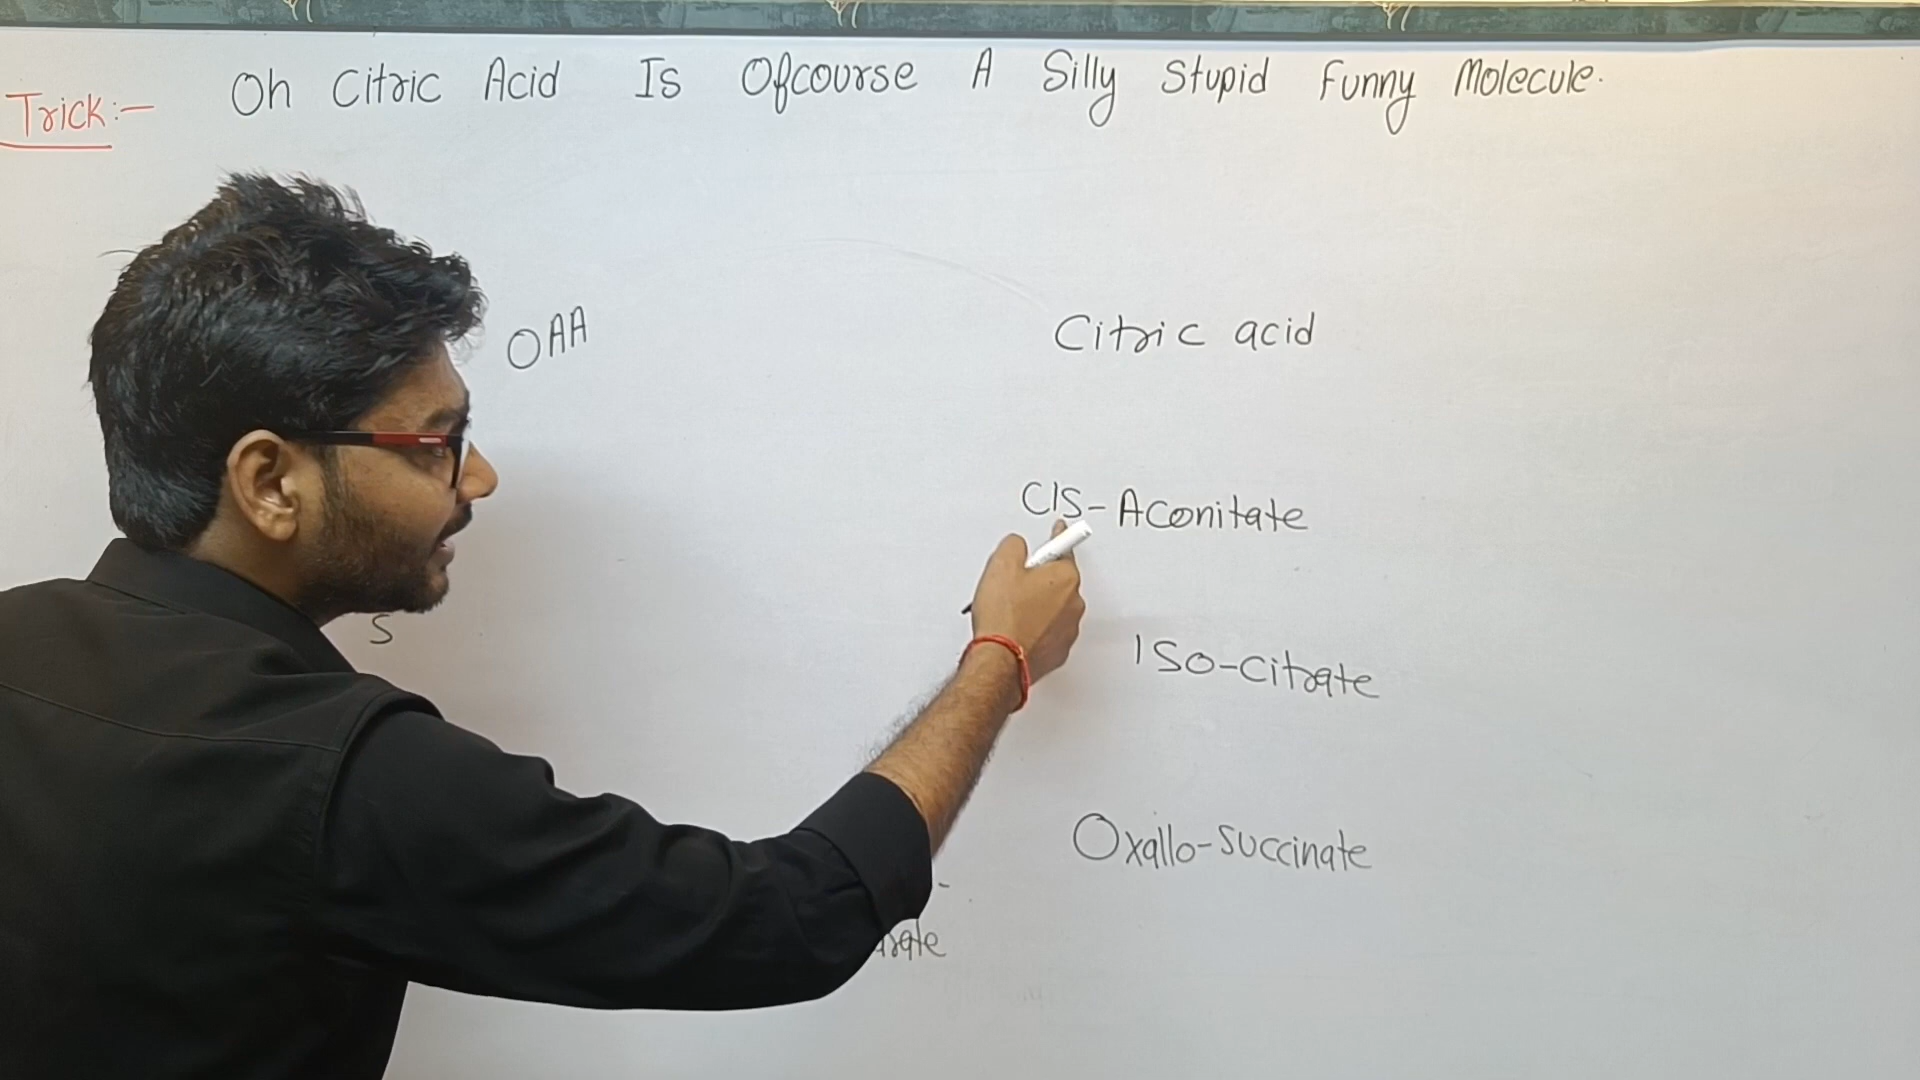 Trick:- Oh Citric Acid Is Ofcourse A Silly Stupid Funny Molecule.
OAA
Citric acid
CIS-Aconitate
S
Iso-citrate
Oxallo-succinate